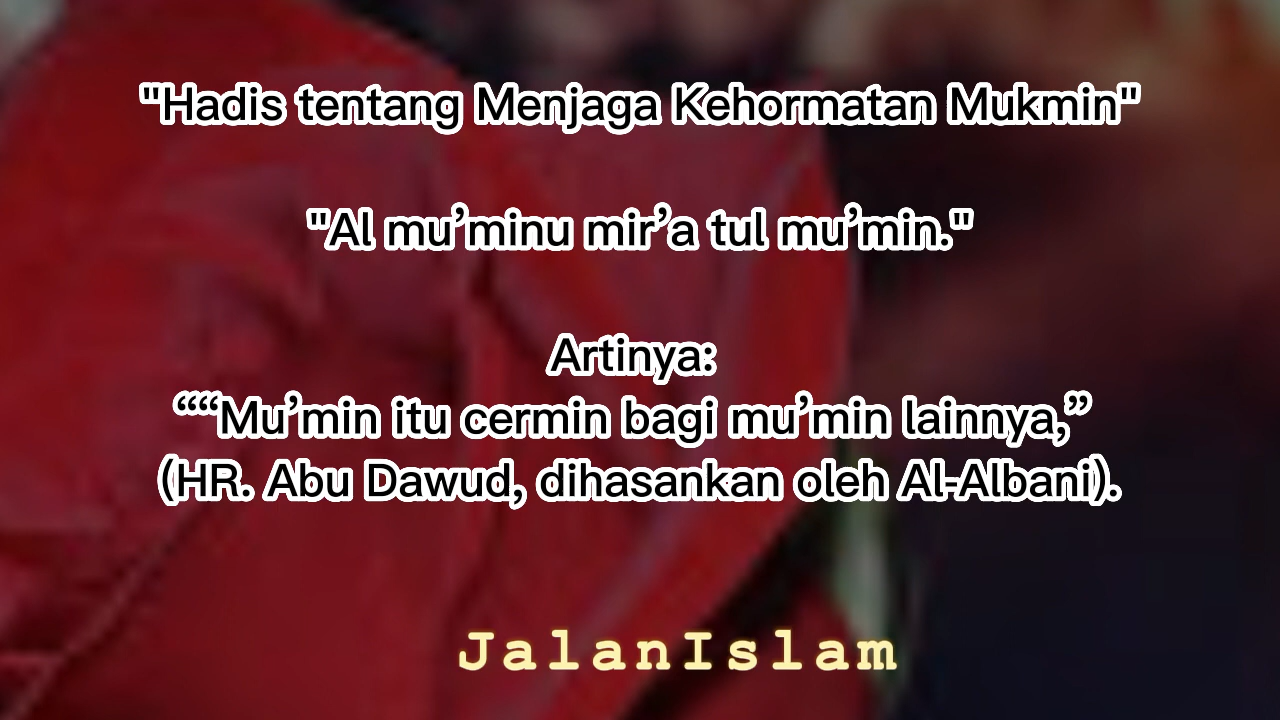 "Hadis tentang Menjaga Kehormatan Mukmin"
"Al mu’minu mir’a tul mu’min."
Artinya:
““Mu’min itu cermin bagi mu’min lainnya,”
(HR. Abu Dawud, dihasankan oleh Al-Albani).
JalanIslam